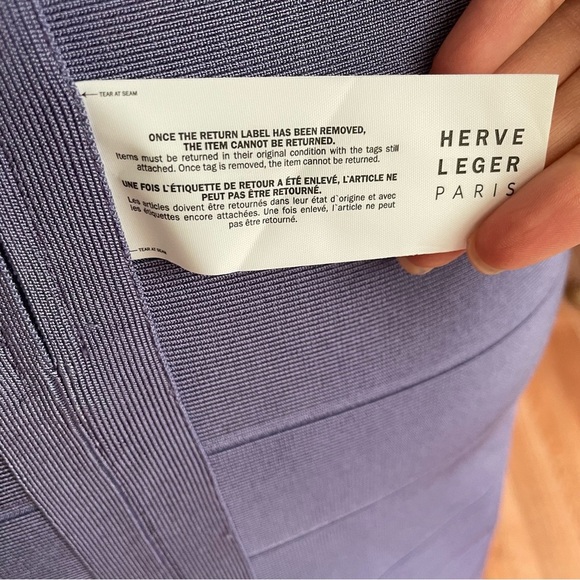 TEAR AT SEAM
ONCE THE RETURN LABEL HAS BEEN REMOVED,
THE ITEM CANNOT BE RETURNED.
Items must be returned in their original condition with the tags still
attached. Once tag is removed, the item cannot be returned.
UNE FOIS L'ÉTIQUETTE DE RETOUR A ÉTÉ ENLEVÉ, L'ARTICLE NE
PEUT PAS ÊTRE RETOURNÉ.
Les articles doivent être retournés dans leur état d`origine et avec
les étiquettes encore attachées. Une fois enlevé, l`article ne peut
pas être retourné.
TEAR AT SEAM
HERVE
LEGER
PARIS